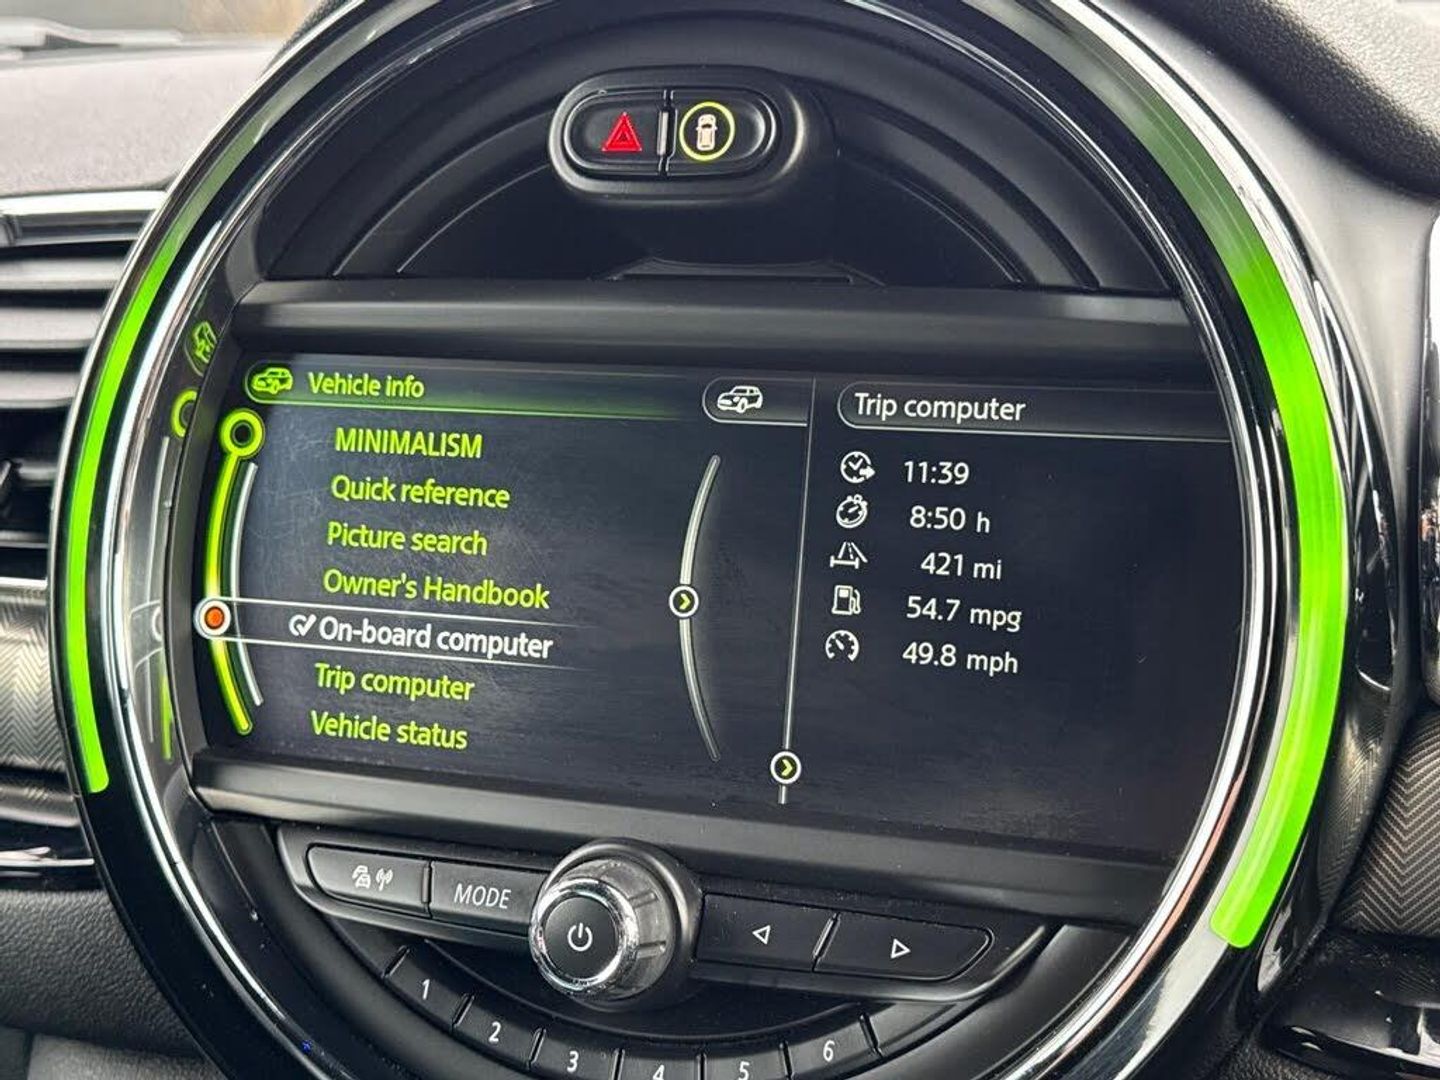 Vehicle info
MINIMALISM
Quick reference
Picture search
Owner's Handbook
On-board computer
Trip computer
Vehicle status
Trip computer
11:39
8:50 h
421 mi
54.7 mpg
49.8 mph
MODE
1
2
3
4
5
6